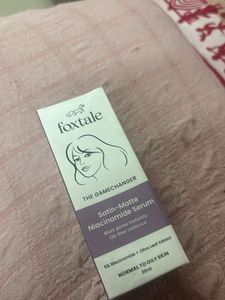 foxtale
THE GAMECHANGER
Satin-Matte
Niacinamide Serum
Blurs pores instantly
Oil-free radiance
5% Niacinamide + Olive Leaf Extract
NORMAL TO OILY SKIN
30ml